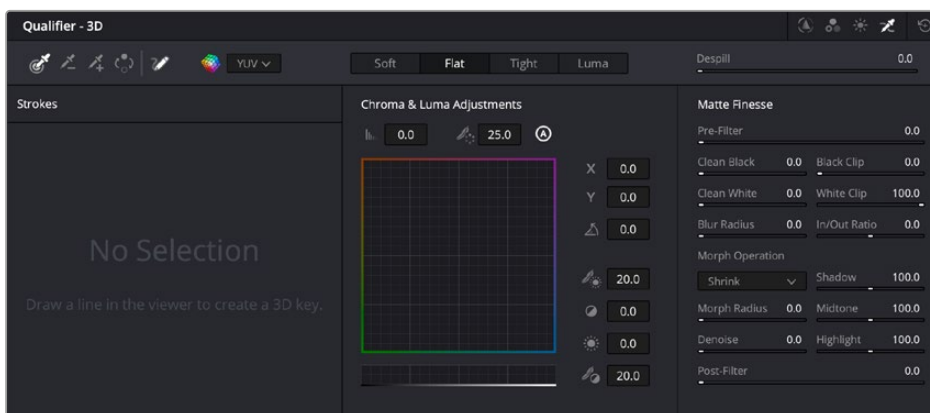 Qualifier - 3D
YUV
Soft Flat Tight Luma
Despill 0.0
Strokes
Chroma & Luma Adjustments
Matte Finesse
0.0 25.0 A
Pre-Filter 0.0
X 0.0
Clean Black 0.0 Black Clip 0.0
Y 0.0
Clean White 0.0 White Clip 100.0
0.0
Blur Radius 0.0 In/Out Ratio 0.0
No Selection
Draw a line in the viewer to create a 3D key.
Morph Operation
20.0
Shrink Shadow 100.0
0.0
Morph Radius 0.0 Midtone 100.0
0.0
Denoise 0.0 Highlight 100.0
20.0
Post-Filter 0.0